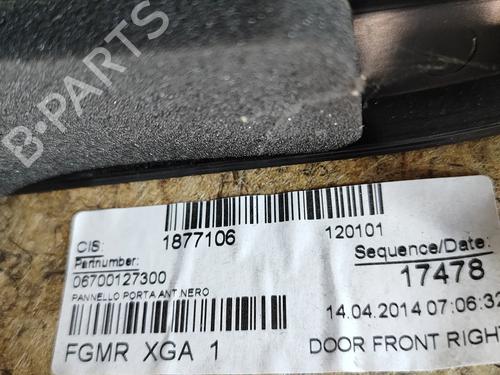 B-PARTS
CIS: 1877106 120101
Partnumber: Sequence/Date:
06700127300 17478
PANNELLO PORTA ANT.NERO
14.04.2014 07:06:32
FGMR XGA 1 DOOR FRONT RIGHT